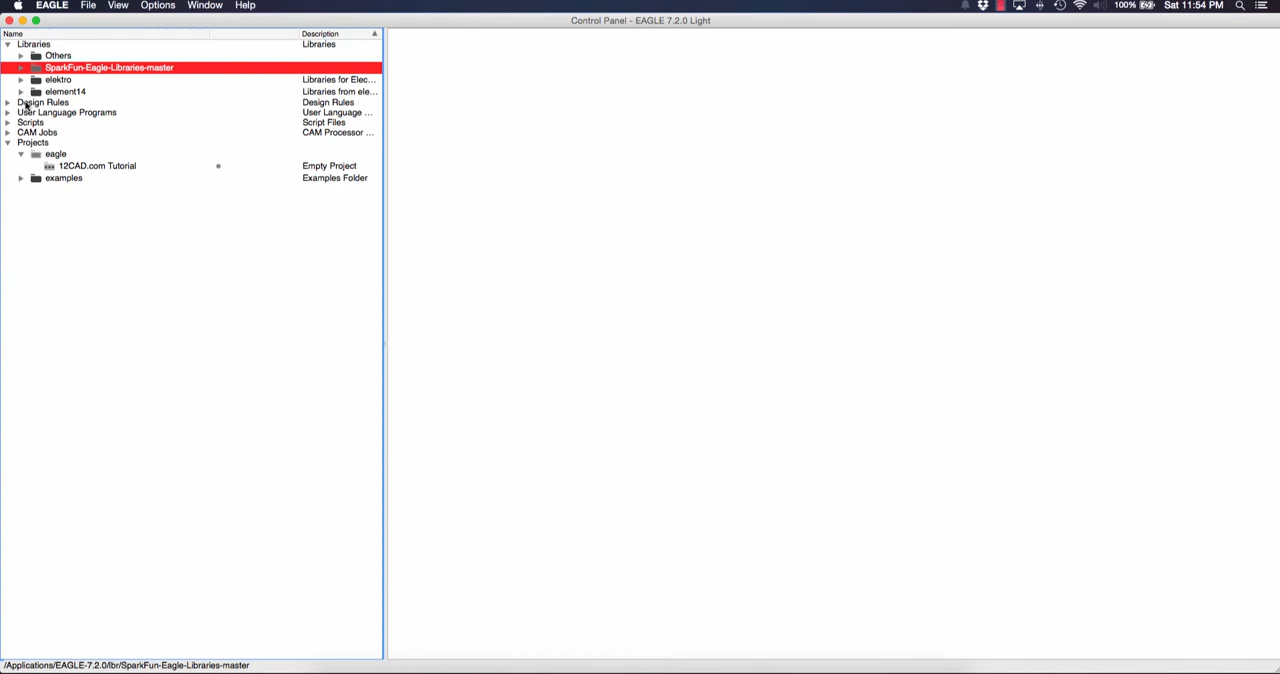 EAGLE File View Options Window Help 100% Sat 11:54 PM
Control Panel - EAGLE 7.2.0 Light
Name Description
Libraries Libraries
Others
SparkFun-Eagle-Libraries-master
elektro Libraries for Elec...
element14 Libraries from ele...
Design Rules Design Rules
User Language Programs User Language ...
Scripts Script Files
CAM Jobs CAM Processor ...
Projects
eagle
12CAD.com Tutorial Empty Project
examples Examples Folder
/Applications/EAGLE-7.2.0/lbr/SparkFun-Eagle-Libraries-master